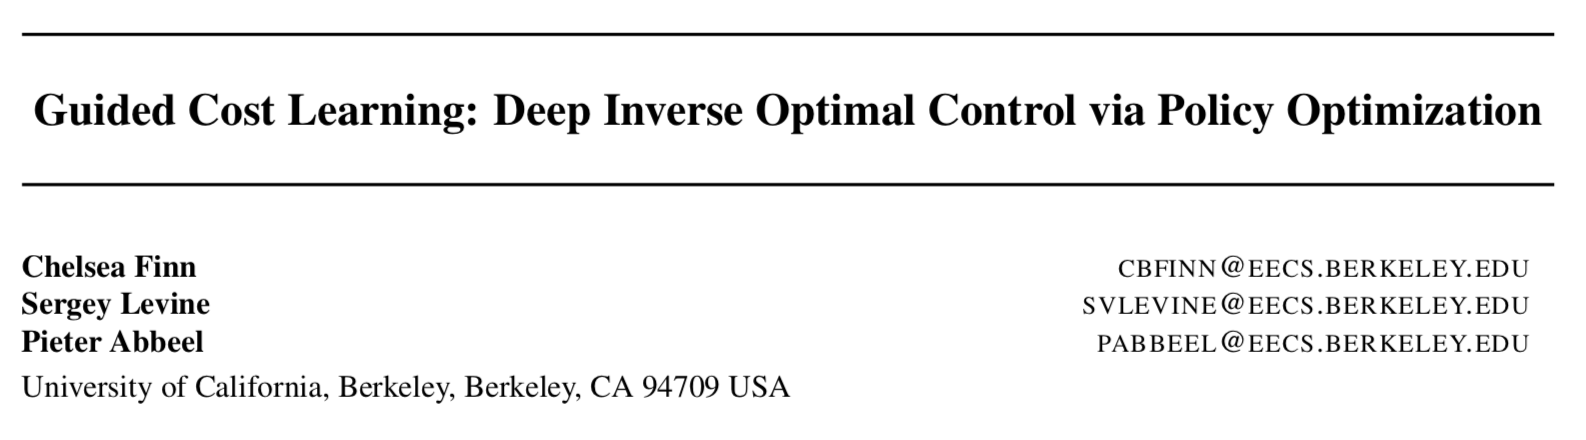 Guided Cost Learning: Deep Inverse Optimal Control via Policy Optimization
Chelsea Finn CBFINN@EECS.BERKELEY.EDU
Sergey Levine SVLEVINE@EECS.BERKELEY.EDU
Pieter Abbeel PABBEEL@EECS.BERKELEY.EDU
University of California, Berkeley, Berkeley, CA 94709 USA